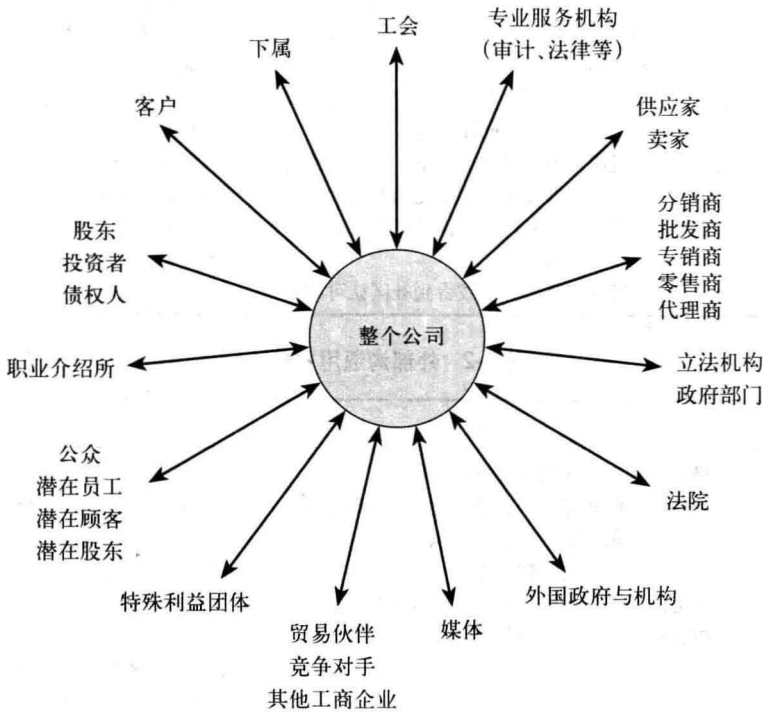 工会
专业服务机构
(审计、法律等)
下属
客户
供应家
卖家
分销商
批发商
专销商
零售商
代理商
股东
投资者
债权人
整个公司
职业介绍所
立法机构
政府部门
公众
潜在员工
潜在顾客
潜在股东
法院
特殊利益团体
外国政府与机构
贸易伙伴
竞争对手
其他工商企业
媒体